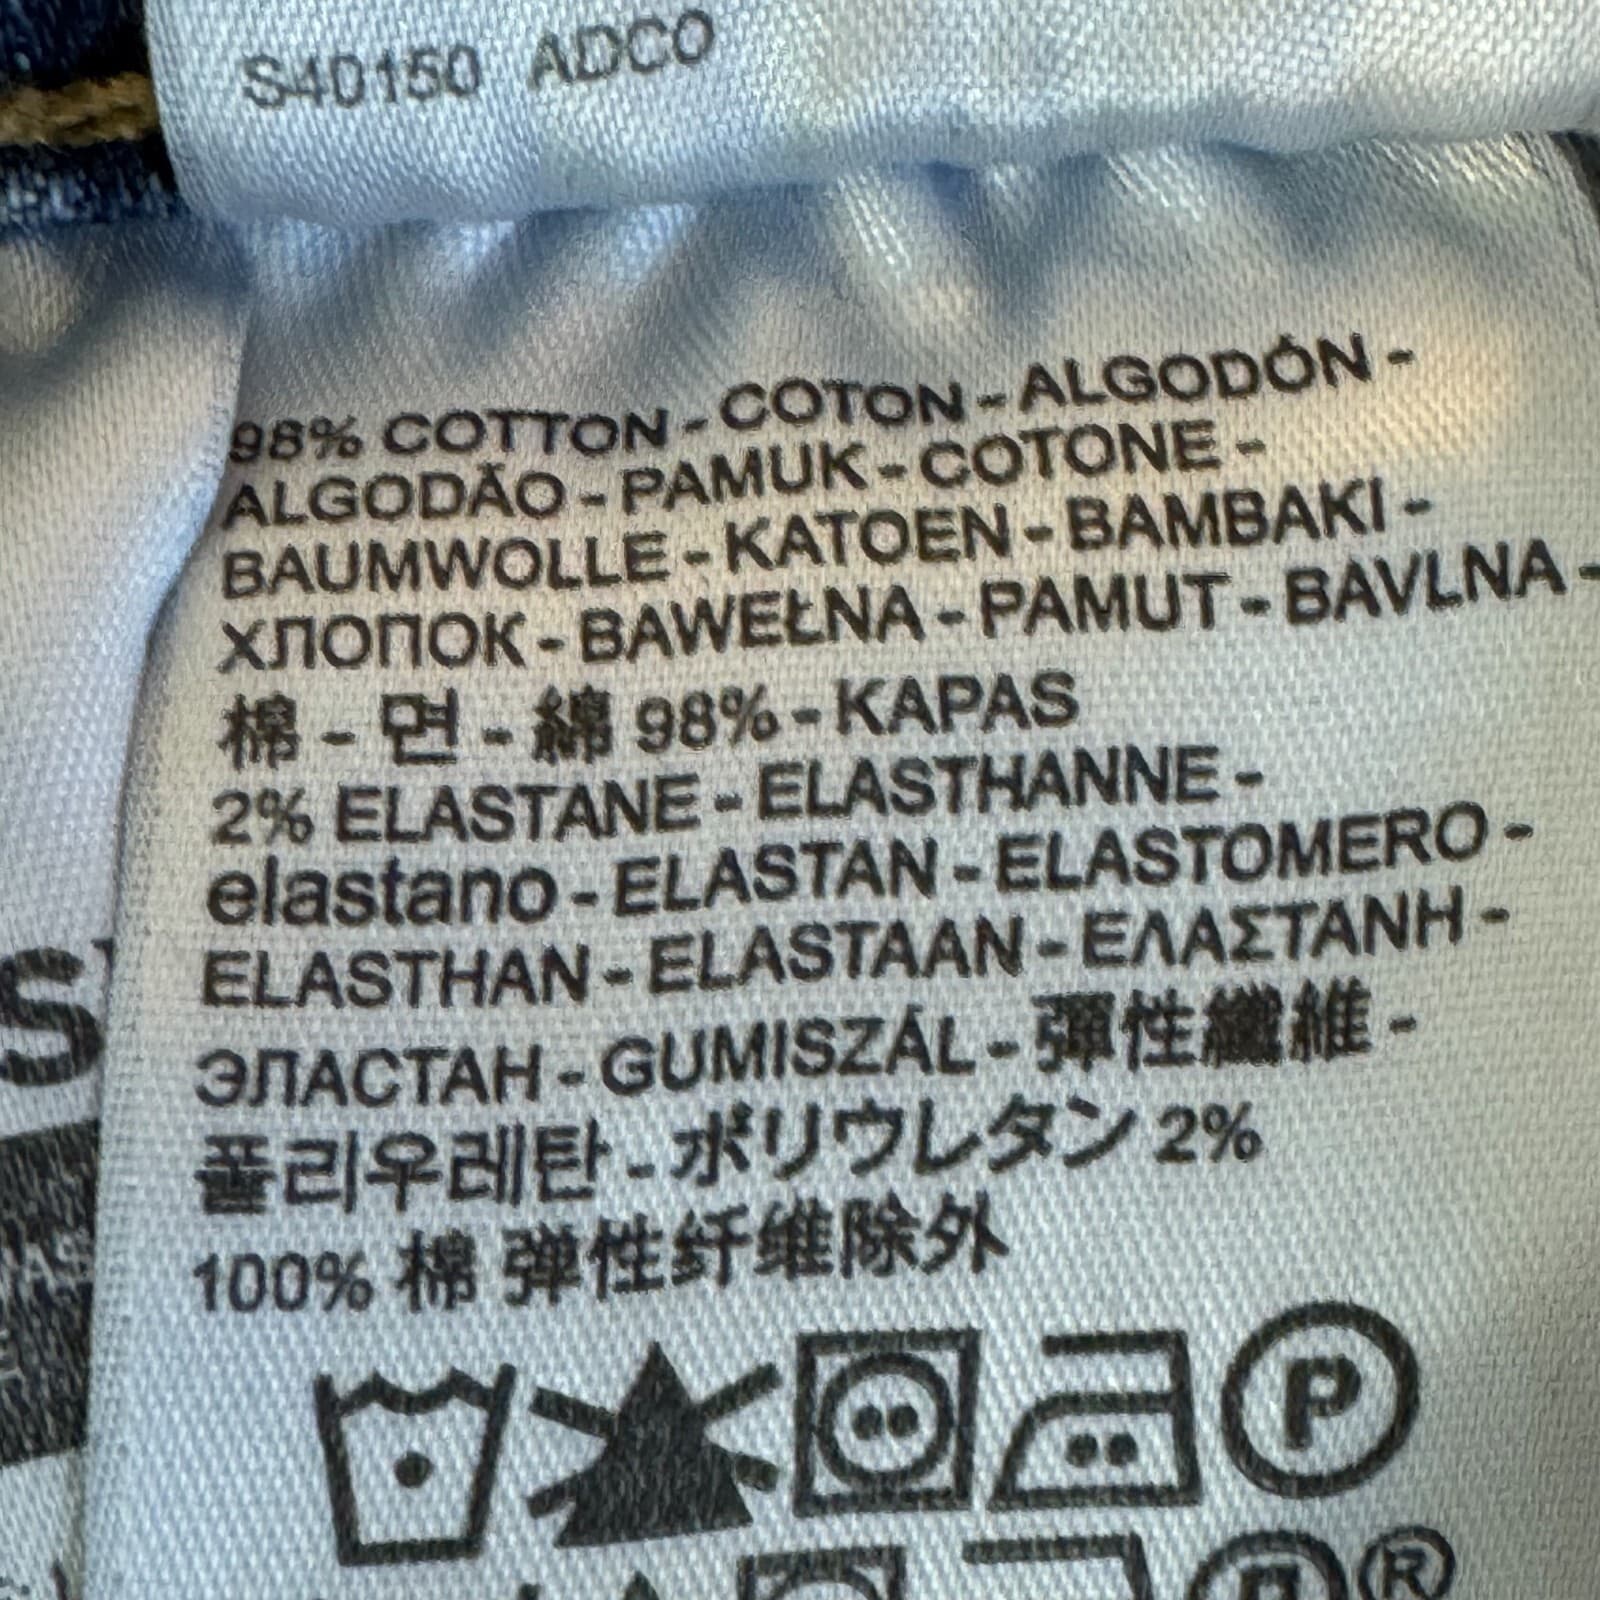 S40150 ADCO
98% COTTON - COTON - ALGODÓN -
ALGODÃO - PAMUK - COTONE -
BAUMWOLLE - KATOEN - BAMBAKI -
ХЛОПОК - BAWEŁNA - PAMUT - BAVLNA -
棉 - 면 - 綿 98% - KAPAS
2% ELASTANE - ELASTHANNE -
elastano - ELASTAN - ELASTOMERO -
ELASTHAN - ELASTAAN - ΕΛΑΣΤΑΝΗ -
ЭЛАСТАН - GUMISZÁL - 彈性纖維 -
폴리우레탄 - ポリウレタン 2%
100% 棉 弹性纤维除外
P
®